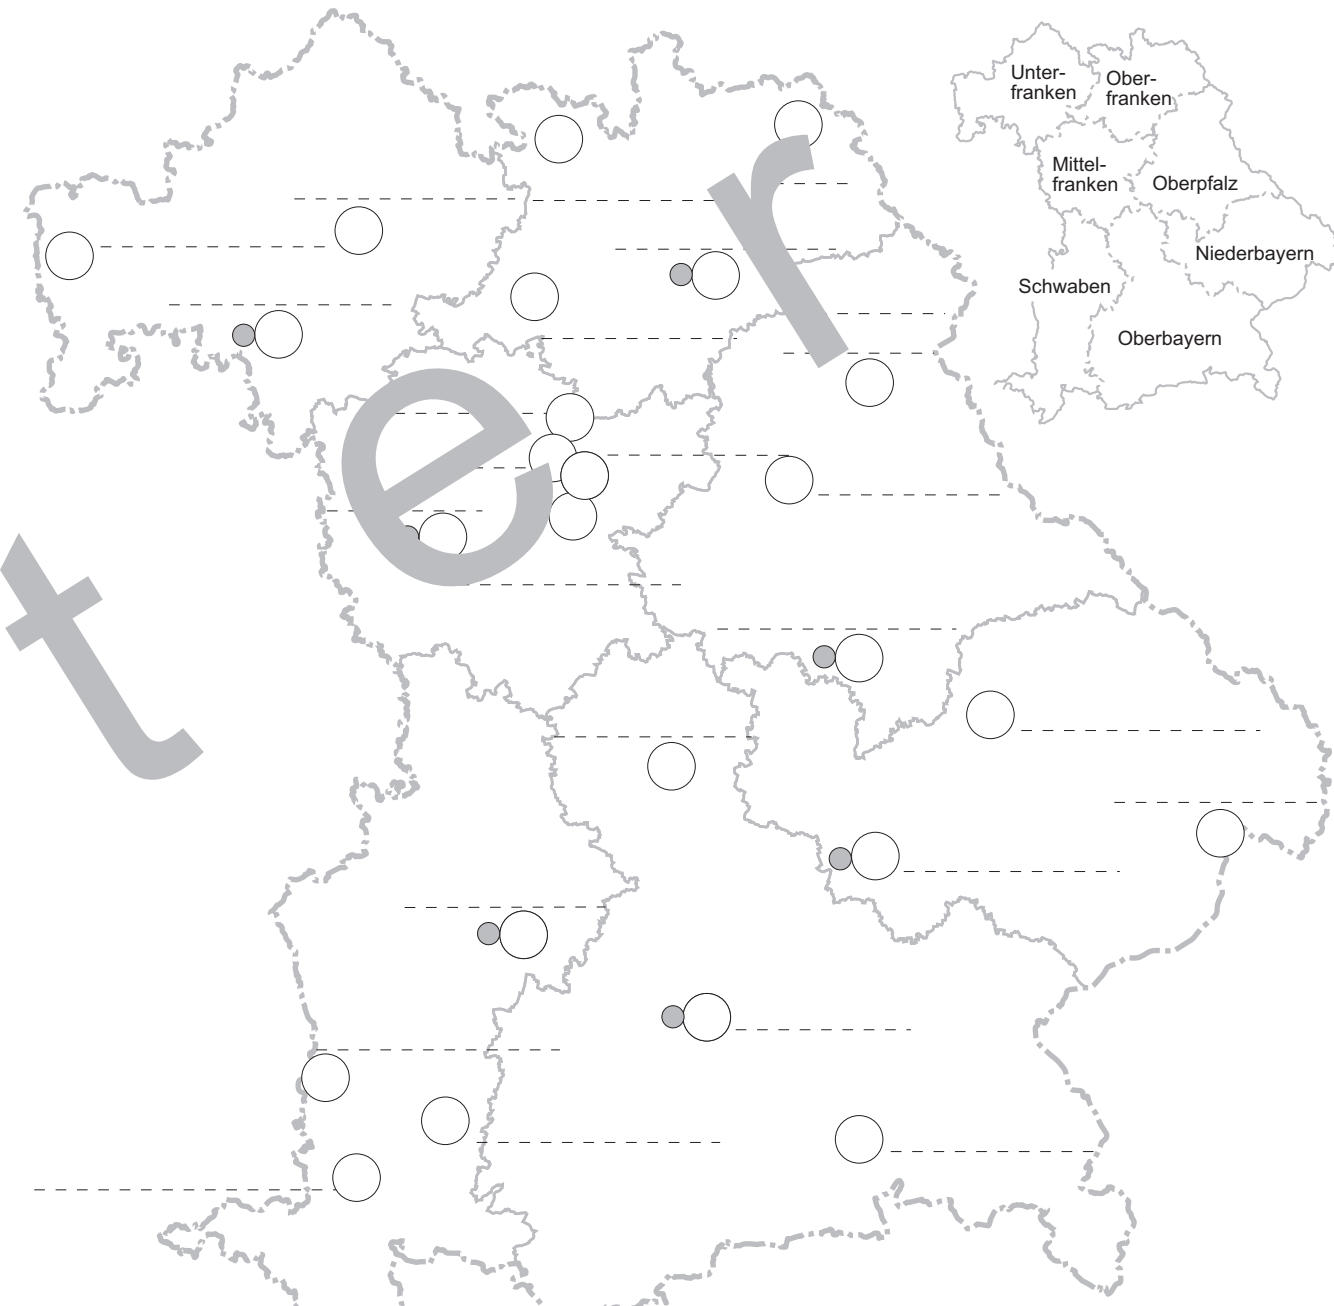 Unter-
franken
Ober-
franken
Mittel-
franken
Oberpfalz
Niederbayern
Schwaben
Oberbayern
t
e
r